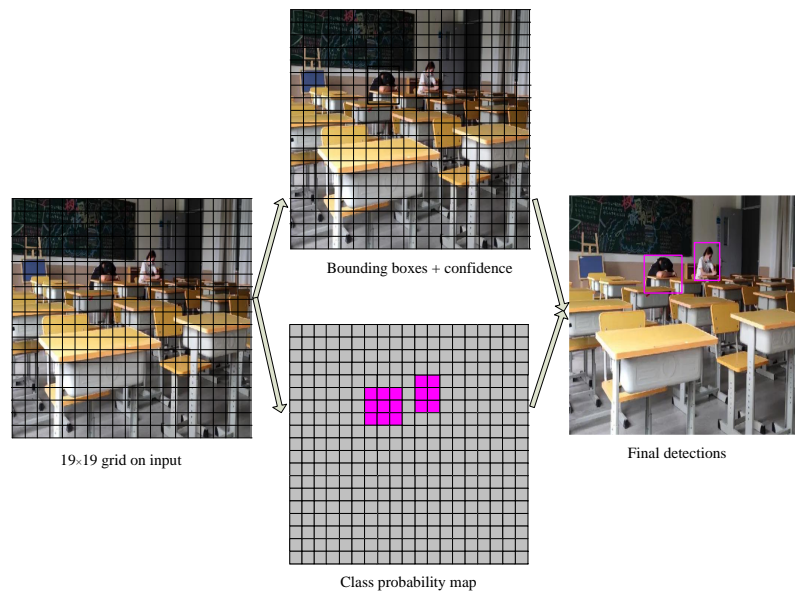 Bounding boxes + confidence
19×19 grid on input
Final detections
Class probability map